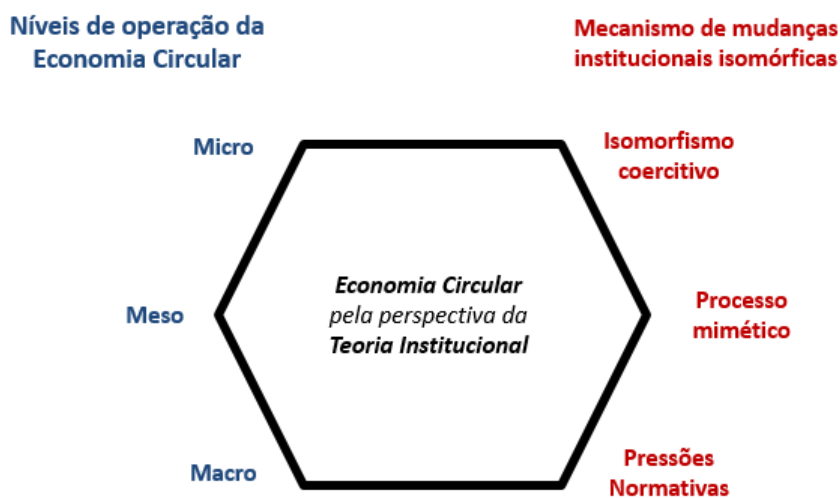 Níveis de operação da
Economia Circular
Mecanismo de mudanças
institucionais isomórficas
Micro
Isomorfismo
coercitivo
Economia Circular
pela perspectiva da
Teoria Institucional
Meso
Processo
mimético
Macro
Pressões
Normativas